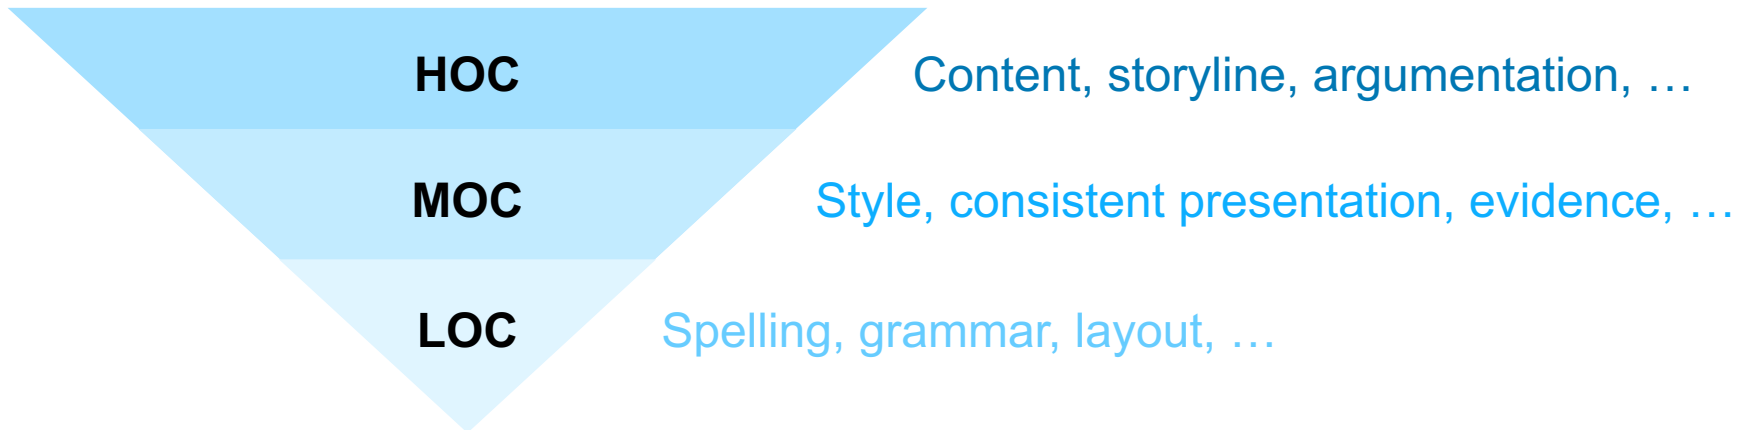 HOC Content, storyline, argumentation, …
MOC Style, consistent presentation, evidence, …
LOC Spelling, grammar, layout, …